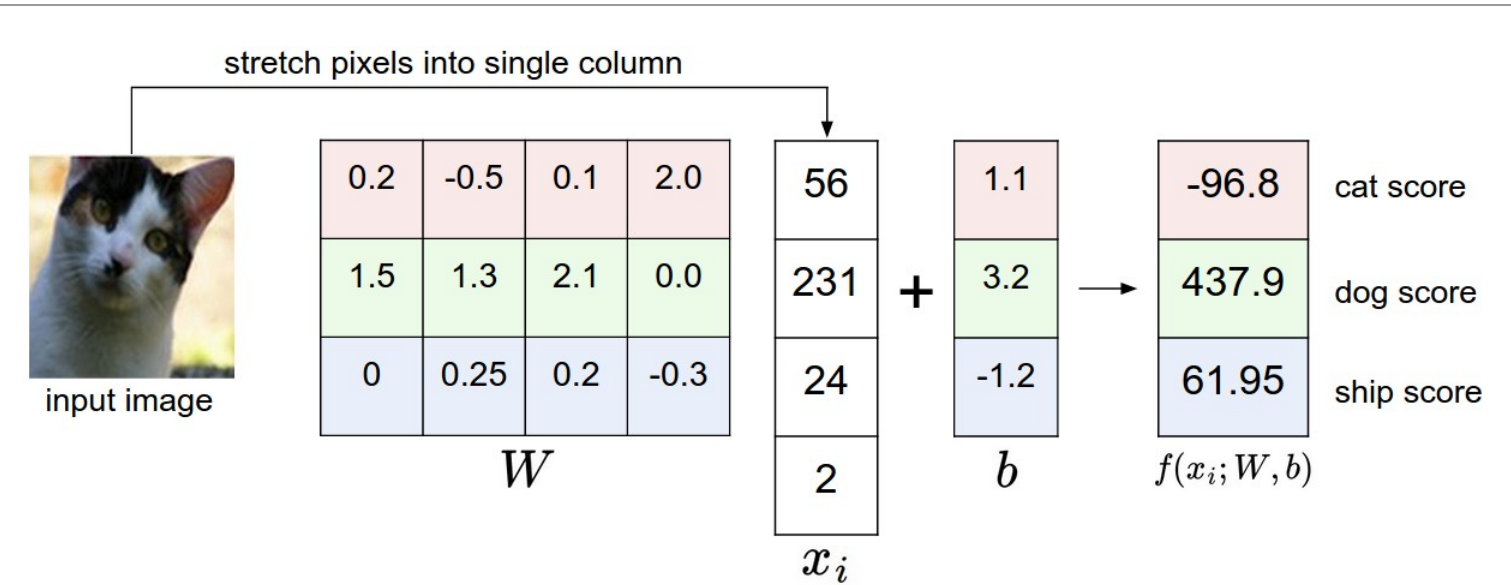 stretch pixels into single column
0.2 -0.5 0.1 2.0
1.5 1.3 2.1 0.0
0 0.25 0.2 -0.3
W
56
231
24
2
x_i
+
1.1
3.2
-1.2
b
-96.8 cat score
437.9 dog score
61.95 ship score
f(x_i; W, b)
input image